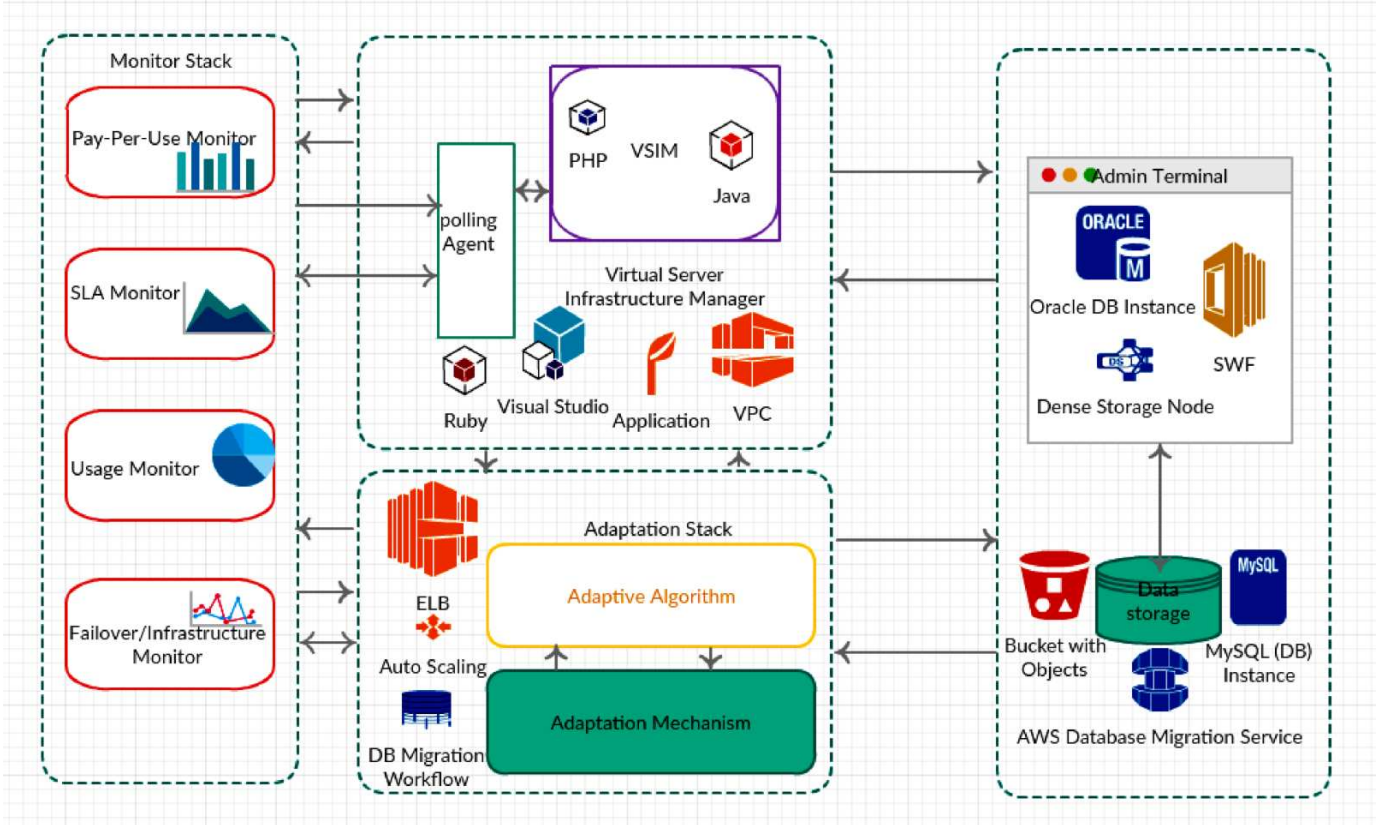 Monitor Stack
Pay-Per-Use Monitor
SLA Monitor
Usage Monitor
Failover/Infrastructure
Monitor
PHP
VSIM
Java
polling
Agent
Virtual Server
Infrastructure Manager
Ruby
Visual Studio
Application
VPC
Adaptation Stack
ELB
Adaptive Algorithm
Auto Scaling
Adaptation Mechanism
DB Migration
Workflow
Admin Terminal
ORACLE
M
Oracle DB Instance
SWF
DS
Dense Storage Node
MySQL
Data
storage
Bucket with
Objects
MySQL (DB)
Instance
AWS Database Migration Service